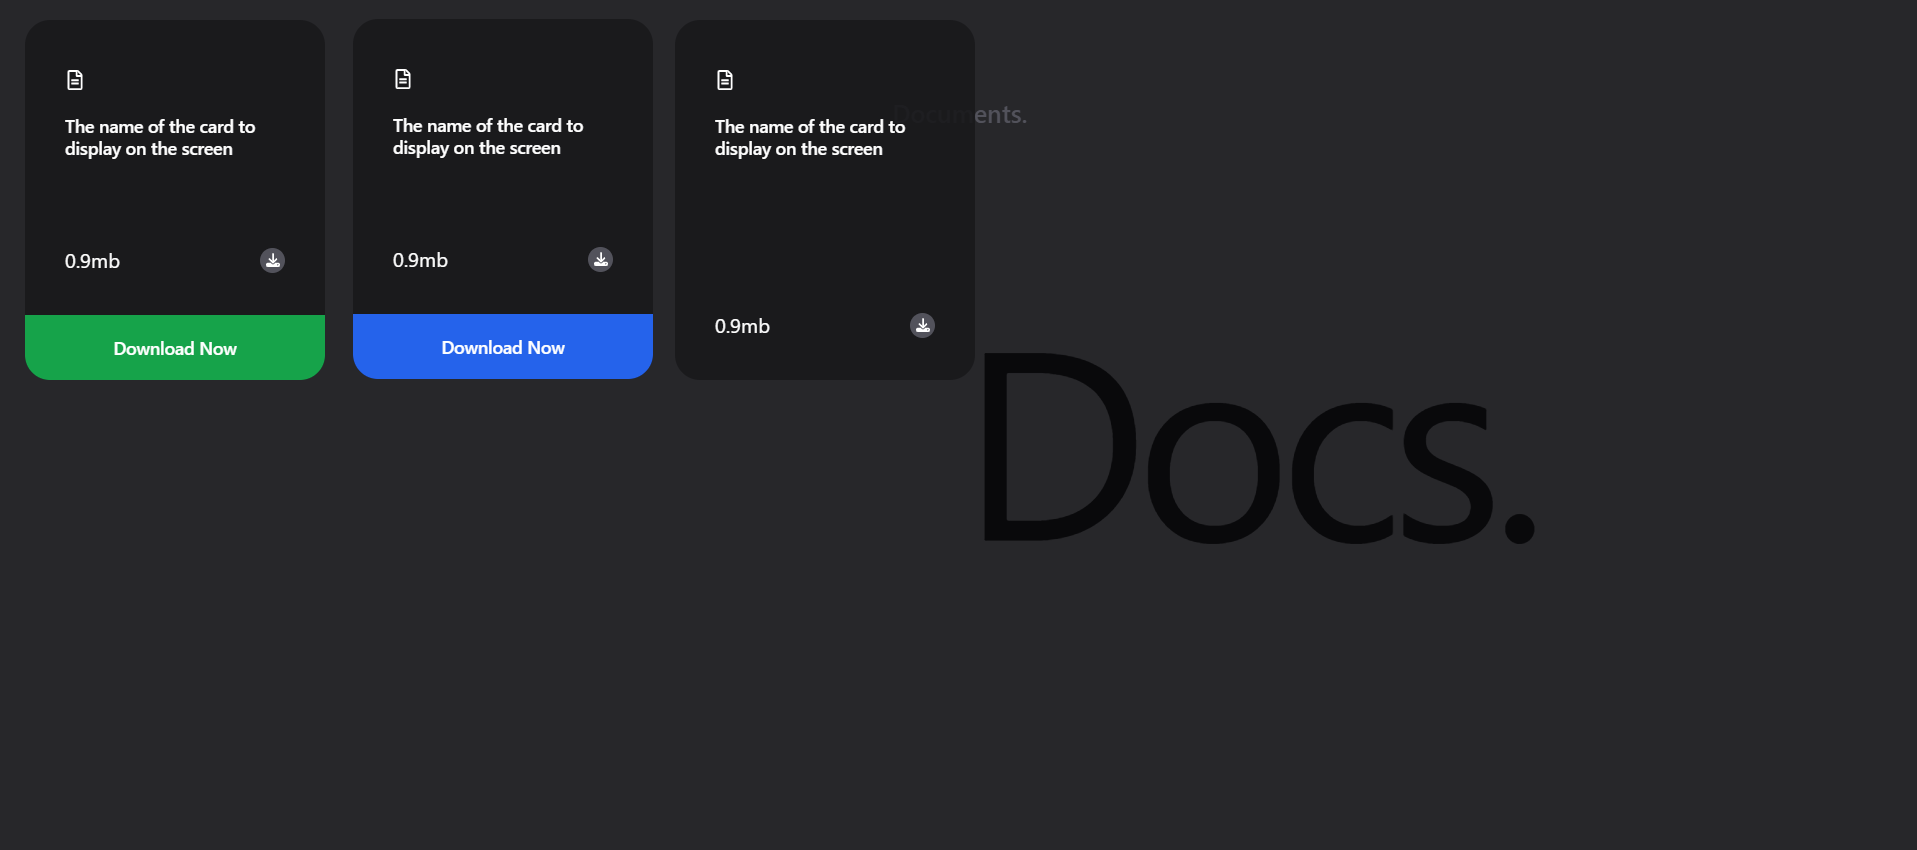 The name of the card to
display on the screen
0.9mb
Download Now
The name of the card to
display on the screen
0.9mb
Download Now
The name of the card to
display on the screen
0.9mb
Documents.
Docs.